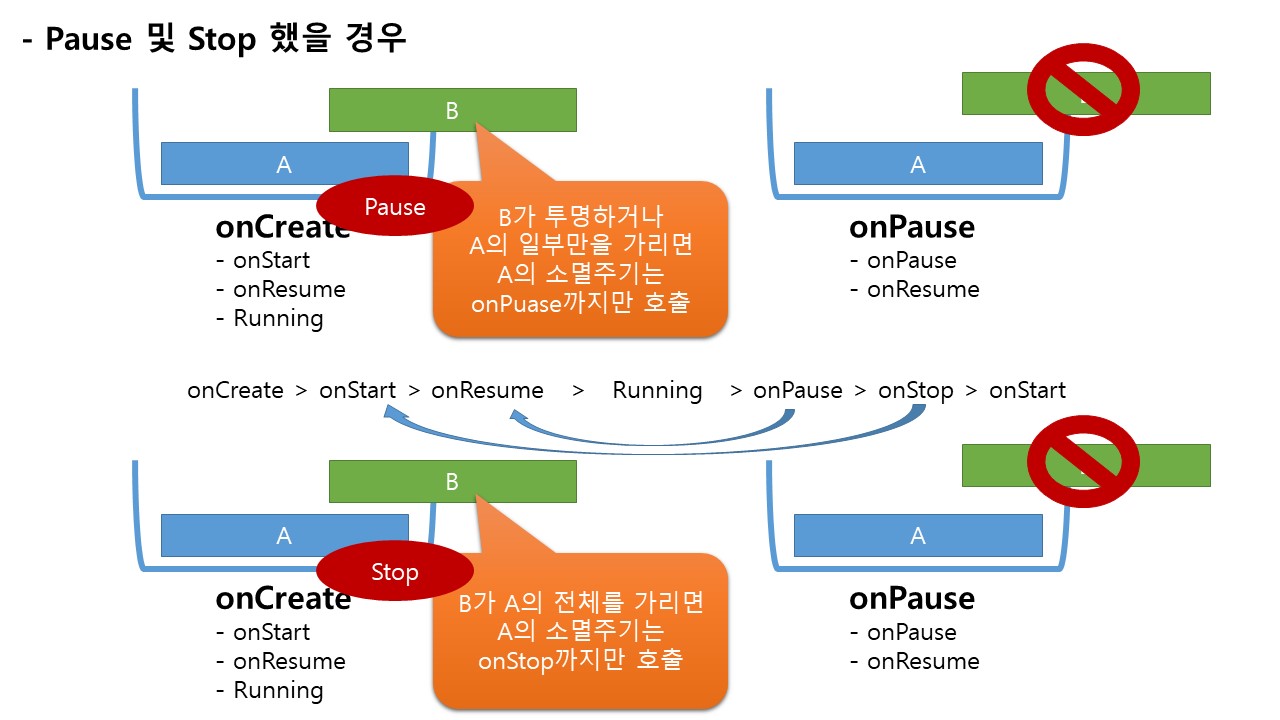 - Pause 및 Stop 했을 경우
B
A
Pause
B가 투명하거나
A의 일부만을 가리면
A의 소멸주기는
onPuase까지만 호출
onCreate
- onStart
- onResume
- Running
A
onPause
- onPause
- onResume
onCreate > onStart > onResume > Running > onPause > onStop > onStart
B
A
Stop
B가 A의 전체를 가리면
A의 소멸주기는
onStop까지만 호출
onCreate
- onStart
- onResume
- Running
A
onPause
- onPause
- onResume